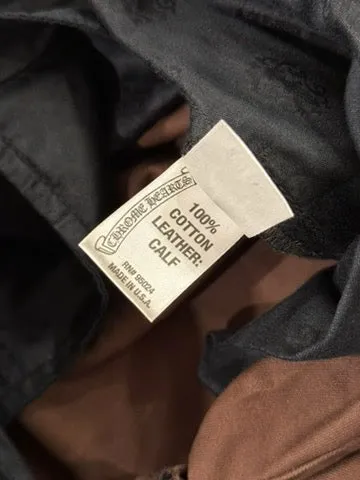 CHROME HEARTS
100%
COTTON
LEATHER:
CALF
RN# 95024
MADE IN U.S.A.